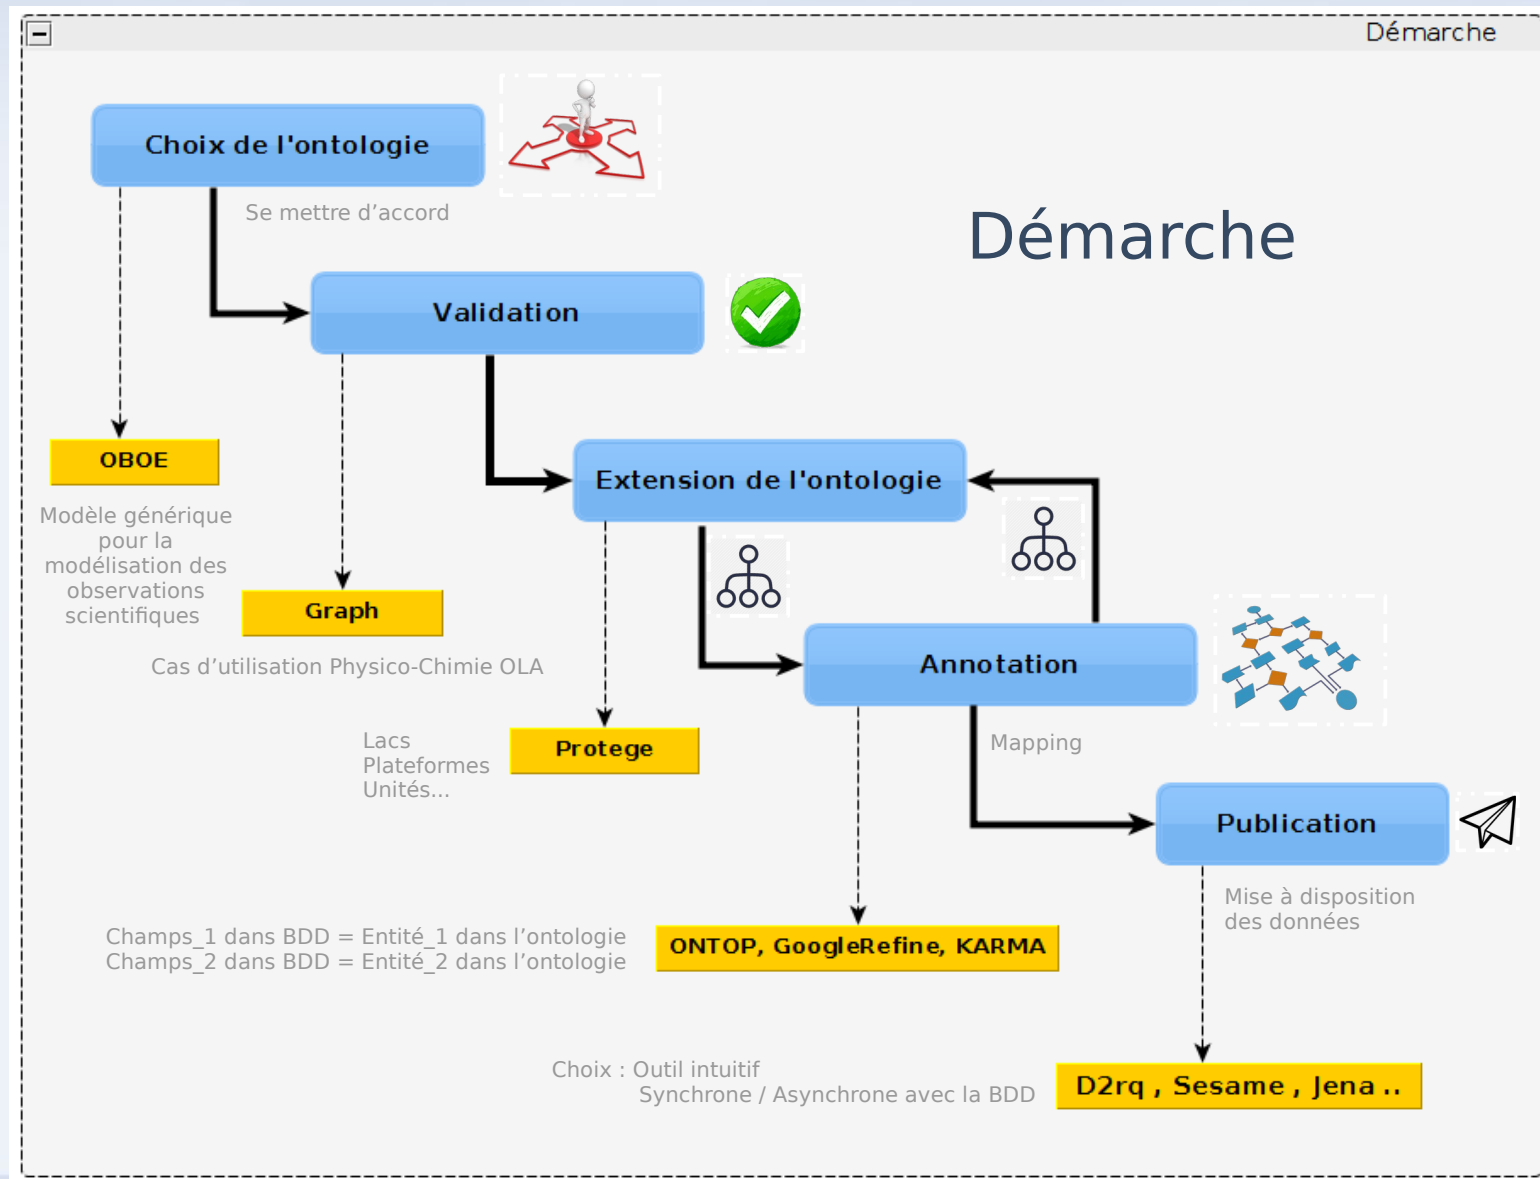 Démarche
Choix de l'ontologie
Se mettre d’accord
Démarche
Validation
OBOE
Extension de l'ontologie
Modèle générique
pour la
modélisation des
observations
scientifiques
Graph
Cas d’utilisation Physico-Chimie OLA
Annotation
Lacs
Plateformes
Unités...
Protege
Mapping
Publication
Mise à disposition
des données
Champs_1 dans BDD = Entité_1 dans l’ontologie
Champs_2 dans BDD = Entité_2 dans l’ontologie
ONTOP, GoogleRefine, KARMA
Choix : Outil intuitif
Synchrone / Asynchrone avec la BDD
D2rq , Sesame , Jena ..